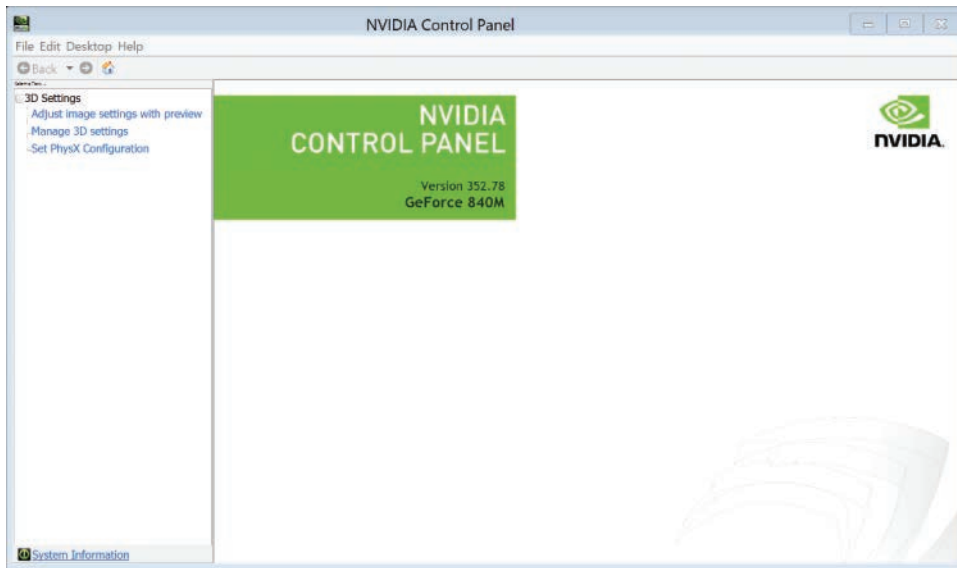 NVIDIA Control Panel
File Edit Desktop Help
Back
3D Settings
Adjust image settings with preview
Manage 3D settings
Set PhysX Configuration
NVIDIA
CONTROL PANEL
Version 352.78
GeForce 840M
NVIDIA.
System Information